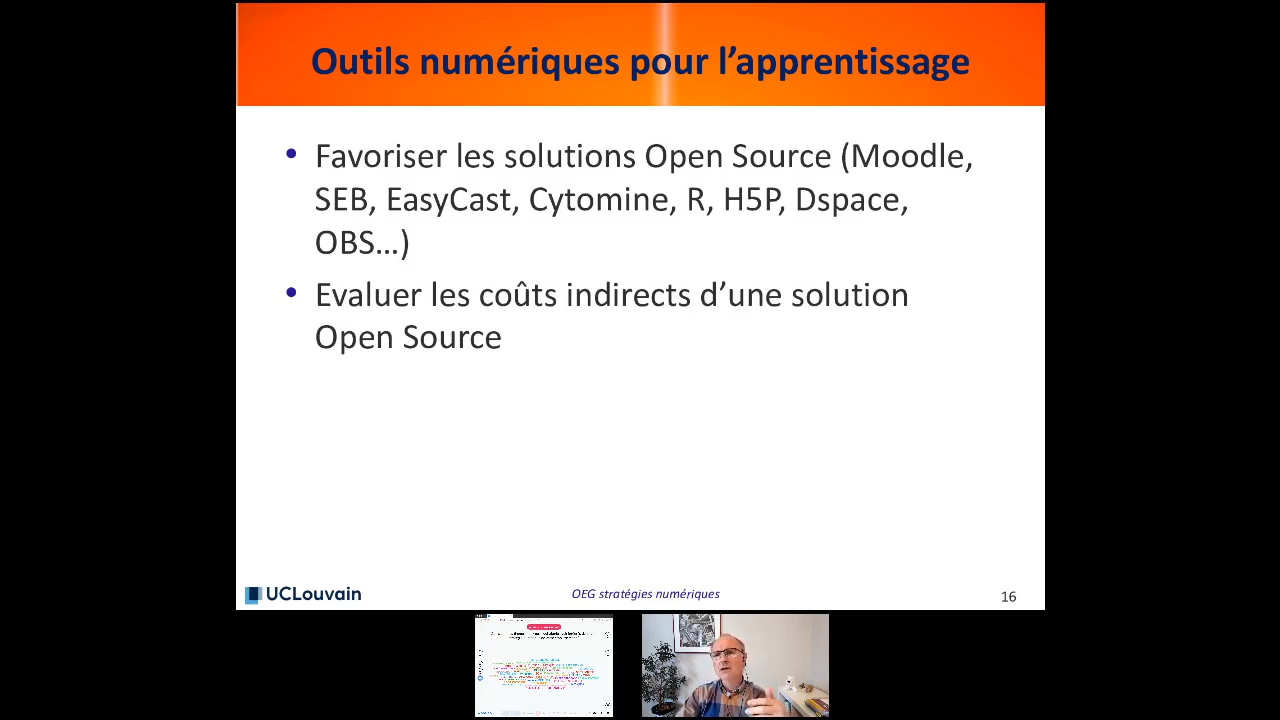 Outils numériques pour l’apprentissage
• Favoriser les solutions Open Source (Moodle,
SEB, EasyCast, Cytomine, R, H5P, Dspace,
OBS…)
• Evaluer les coûts indirects d’une solution
Open Source
UCLouvain
OEG stratégies numériques
16